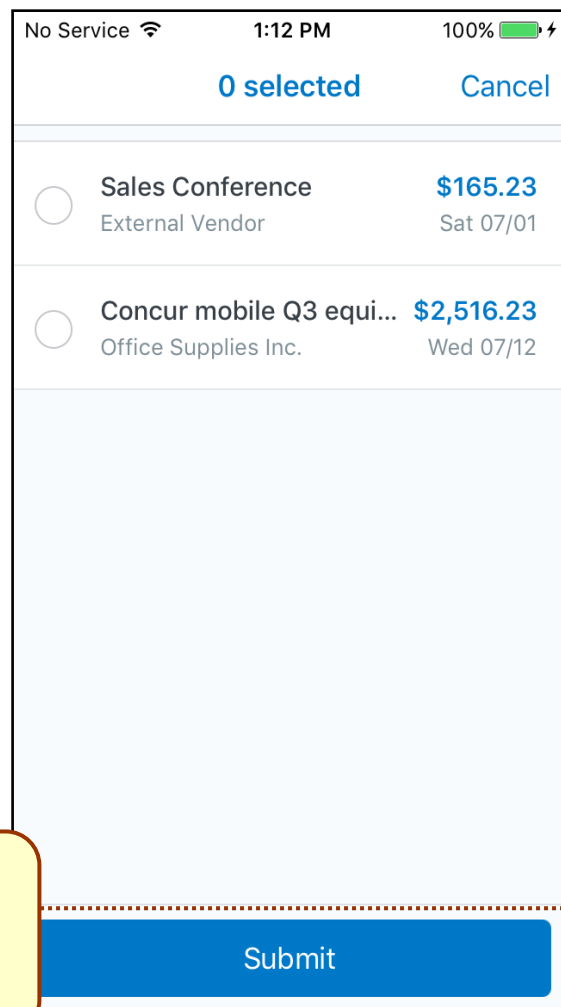 No Service 1:12 PM 100%
0 selected Cancel
Sales Conference $165.23
External Vendor Sat 07/01
Concur mobile Q3 equi... $2,516.23
Office Supplies Inc. Wed 07/12
Submit